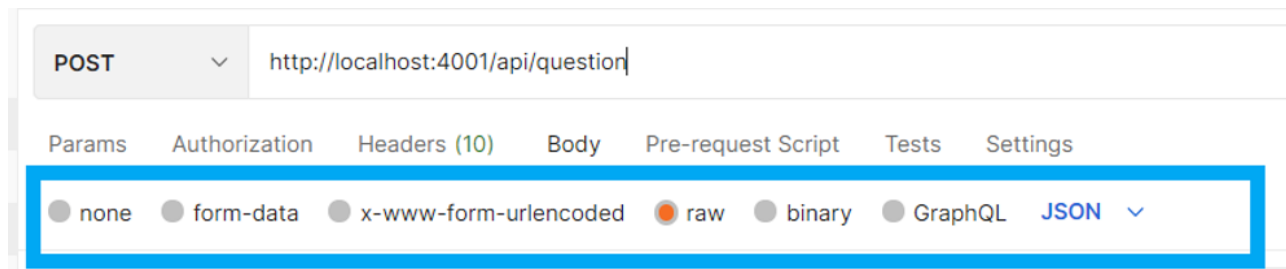 POST http://localhost:4001/api/question
Params Authorization Headers (10) Body Pre-request Script Tests Settings
none form-data x-www-form-urlencoded raw binary GraphQL JSON